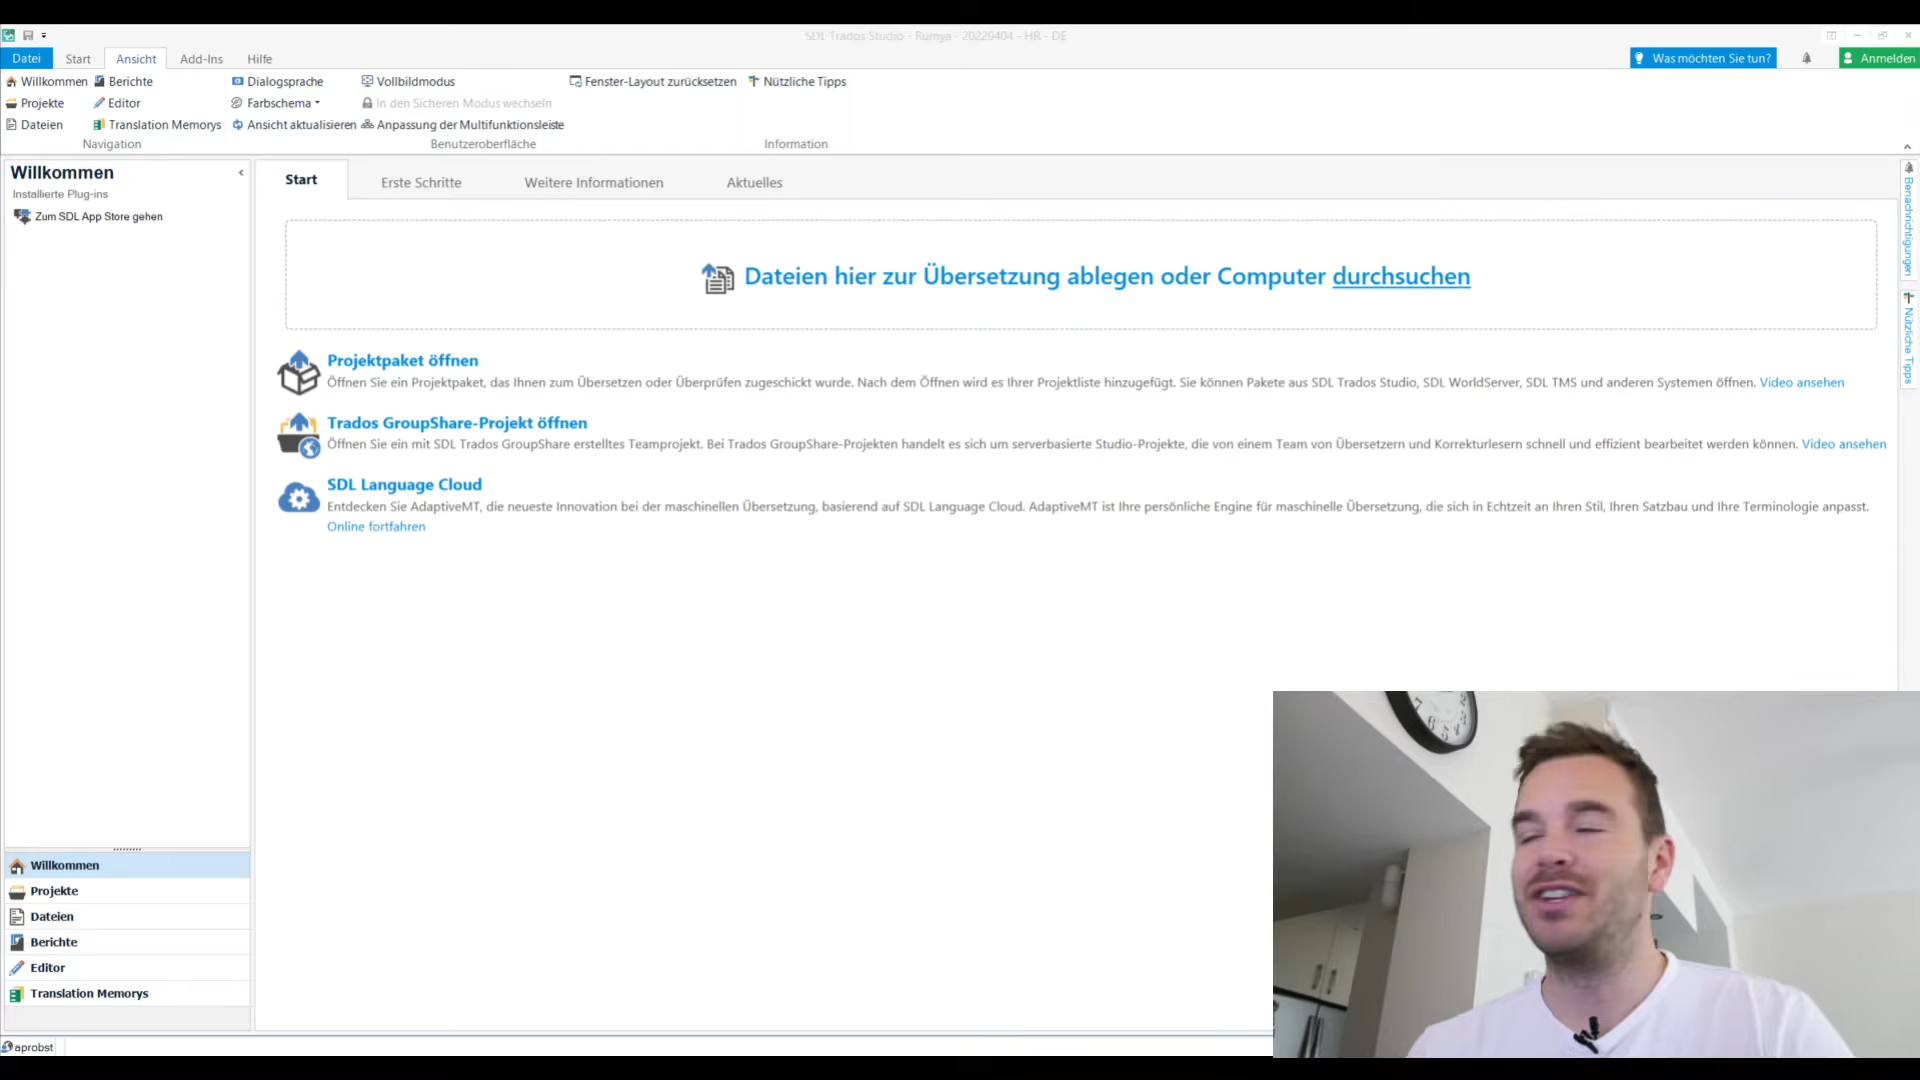 SDL Trados Studio - Rumya - 20220404 - HR - DE
Datei Start Ansicht Add-Ins Hilfe Was möchten Sie tun? Anmelden
Willkommen Berichte Dialogsprache Vollbildmodus Fenster-Layout zurücksetzen Nützliche Tipps
Projekte Editor Farbschema In den Sicheren Modus wechseln
Dateien Translation Memorys Ansicht aktualisieren Anpassung der Multifunktionsleiste
Navigation Benutzeroberfläche Information
Willkommen
Installierte Plug-ins
Zum SDL App Store gehen
Start Erste Schritte Weitere Informationen Aktuelles
Dateien hier zur Übersetzung ablegen oder Computer durchsuchen
Projektpaket öffnen
Öffnen Sie ein Projektpaket, das Ihnen zum Übersetzen oder Überprüfen zugeschickt wurde. Nach dem Öffnen wird es Ihrer Projektliste hinzugefügt. Sie können Pakete aus SDL Trados Studio, SDL WorldServer, SDL TMS und anderen Systemen öffnen. Video ansehen
Trados GroupShare-Projekt öffnen
Öffnen Sie ein mit SDL Trados GroupShare erstelltes Teamprojekt. Bei Trados GroupShare-Projekten handelt es sich um serverbasierte Studio-Projekte, die von einem Team von Übersetzern und Korrekturlesern schnell und effizient bearbeitet werden können. Video ansehen
SDL Language Cloud
Entdecken Sie AdaptiveMT, die neueste Innovation bei der maschinellen Übersetzung, basierend auf SDL Language Cloud. AdaptiveMT ist Ihre persönliche Engine für maschinelle Übersetzung, die sich in Echtzeit an Ihren Stil, Ihren Satzbau und Ihre Terminologie anpasst.
Online fortfahren
Benachrichtigungen
Nützliche Tipps
Willkommen
Projekte
Dateien
Berichte
Editor
Translation Memorys
aprobst